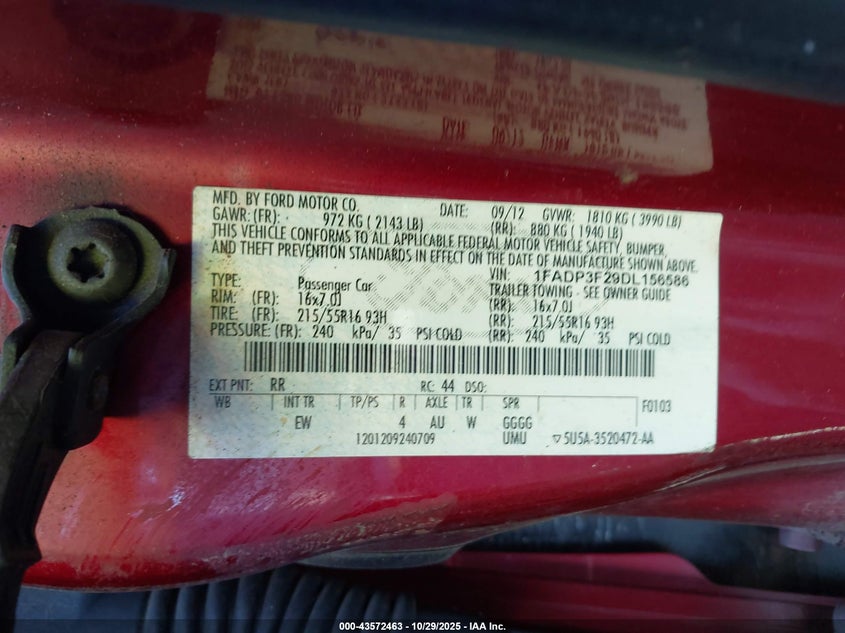 MFD. BY FORD MOTOR CO. DATE: 09/12 GVWR: 1810 KG ( 3990 LB)
GAWR: (FR): 972 KG ( 2143 LB) (RR): 880 KG ( 1940 LB)
THIS VEHICLE CONFORMS TO ALL APPLICABLE FEDERAL MOTOR VEHICLE SAFETY, BUMPER,
AND THEFT PREVENTION STANDARDS IN EFFECT ON THE DATE OF MANUFACTURE SHOWN ABOVE.
VIN: 1FADP3F29DL156586
TYPE: Passenger Car TRAILER TOWING - SEE OWNER GUIDE
RIM: (FR): 16x7.0J (RR): 16x7.0J
TIRE: (FR): 215/55R16 93H (RR): 215/55R16 93H
PRESSURE: (FR): 240 kPa/ 35 PSI COLD (RR): 240 kPa/ 35 PSI COLD
EXT PNT: RR RC: 44 DSO:
WB INT TR TP/PS R AXLE TR SPR F0103
EW 4 AU W GGGG
1201209240709 UMU ▽5U5A-3520472-AA
000-43572463 - 10/29/2025 - IAA Inc.